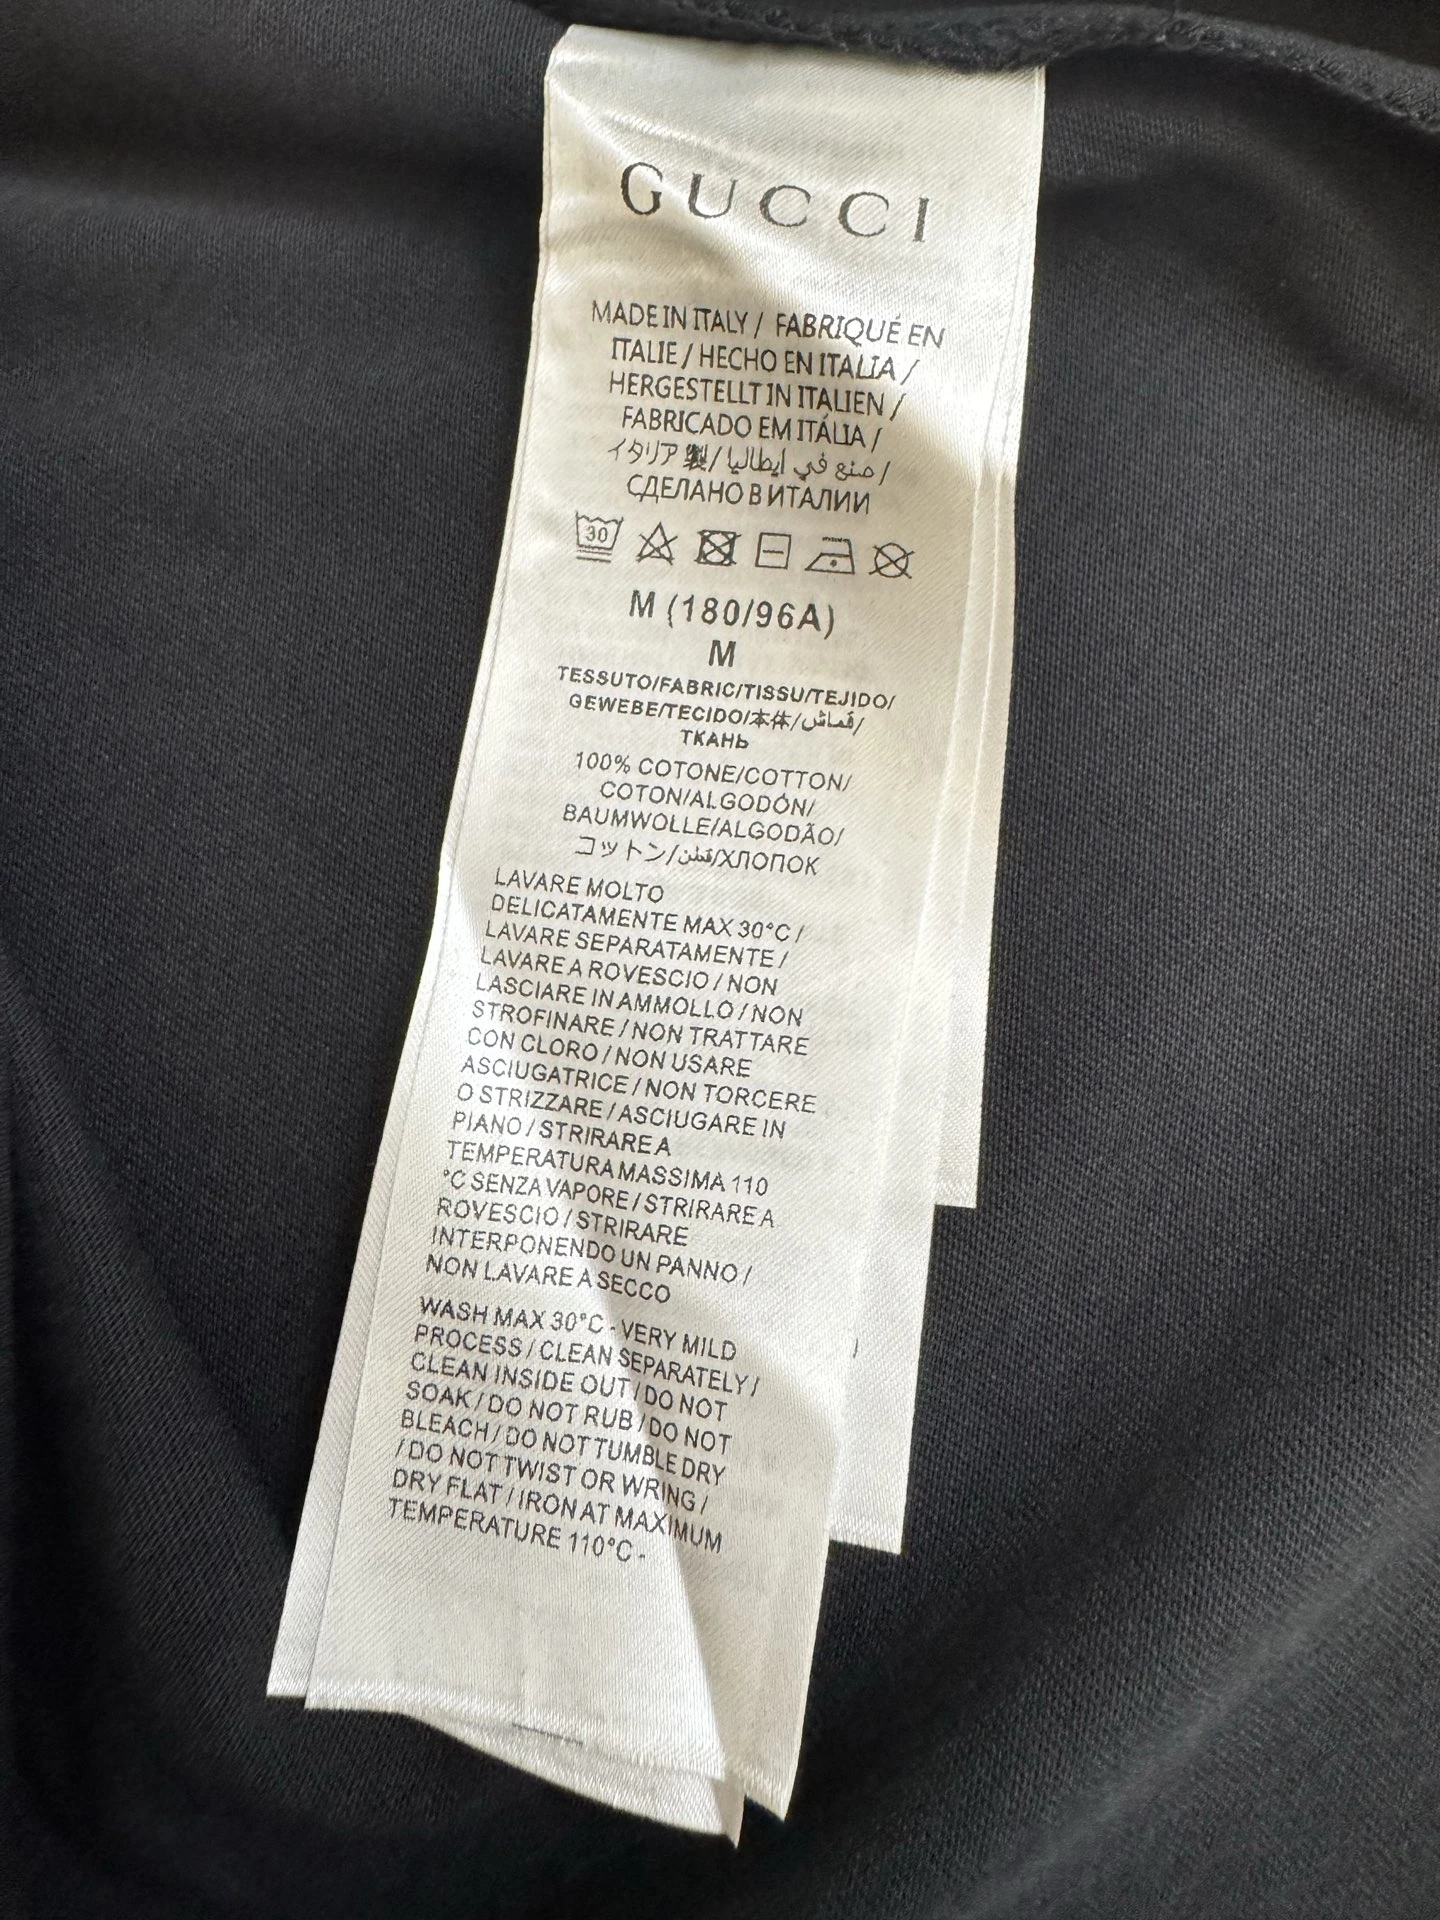 GUCCI
MADE IN ITALY / FABRIQUÉ EN
ITALIE / HECHO EN ITALIA /
HERGESTELLT IN ITALIEN /
FABRICADO EM ITÁLIA /
イタリア製/ صنع في ايطاليا /
СДЕЛАНО В ИТАЛИИ
30
M (180/96A)
M
TESSUTO/FABRIC/TISSU/TEJIDO/
GEWEBE/TECIDO/本体/قماش/
ТКАНЬ
100% COTONE/COTTON/
COTON/ALGODÓN/
BAUMWOLLE/ALGODÃO/
コットン/قطن/ХЛОПОК
LAVARE MOLTO
DELICATAMENTE MAX 30°C /
LAVARE SEPARATAMENTE /
LAVARE A ROVESCIO / NON
LASCIARE IN AMMOLLO / NON
STROFINARE / NON TRATTARE
CON CLORO / NON USARE
ASCIUGATRICE / NON TORCERE
O STRIZZARE / ASCIUGARE IN
PIANO / STRIRARE A
TEMPERATURA MASSIMA 110
°C SENZA VAPORE / STRIRARE A
ROVESCIO / STRIRARE
INTERPONENDO UN PANNO /
NON LAVARE A SECCO
WASH MAX 30°C - VERY MILD
PROCESS / CLEAN SEPARATELY /
CLEAN INSIDE OUT / DO NOT
SOAK / DO NOT RUB / DO NOT
BLEACH / DO NOT TUMBLE DRY
/ DO NOT TWIST OR WRING /
DRY FLAT / IRON AT MAXIMUM
TEMPERATURE 110°C -